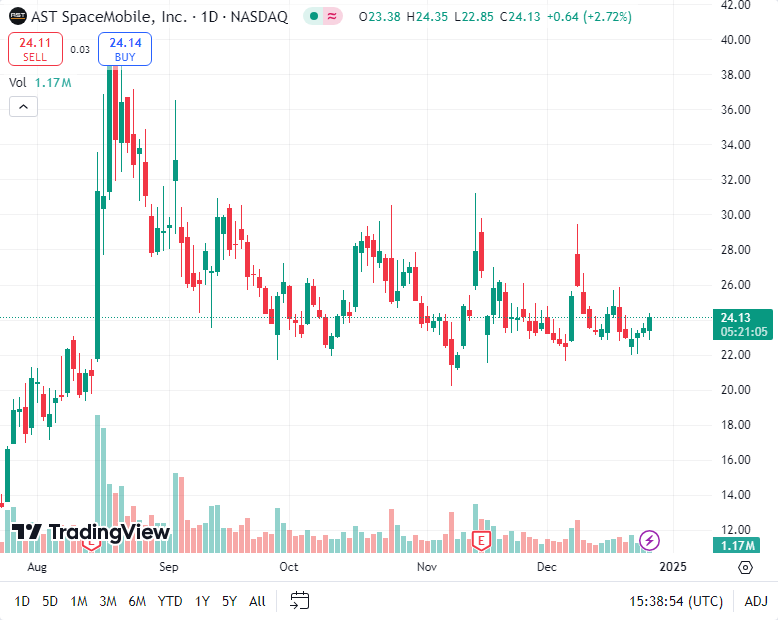 AST SpaceMobile, Inc. · 1D · NASDAQ O23.38 H24.35 L22.85 C24.13 +0.64 (+2.72%)
24.11 SELL 0.03 24.14 BUY
Vol 1.17M
42.00
40.00
38.00
36.00
34.00
32.00
30.00
28.00
26.00
24.13
05:21:05
22.00
20.00
18.00
16.00
14.00
12.00
1.17M
TradingView
E
Aug Sep Oct Nov Dec 2025
1D 5D 1M 3M 6M YTD 1Y 5Y All 15:38:54 (UTC) ADJ